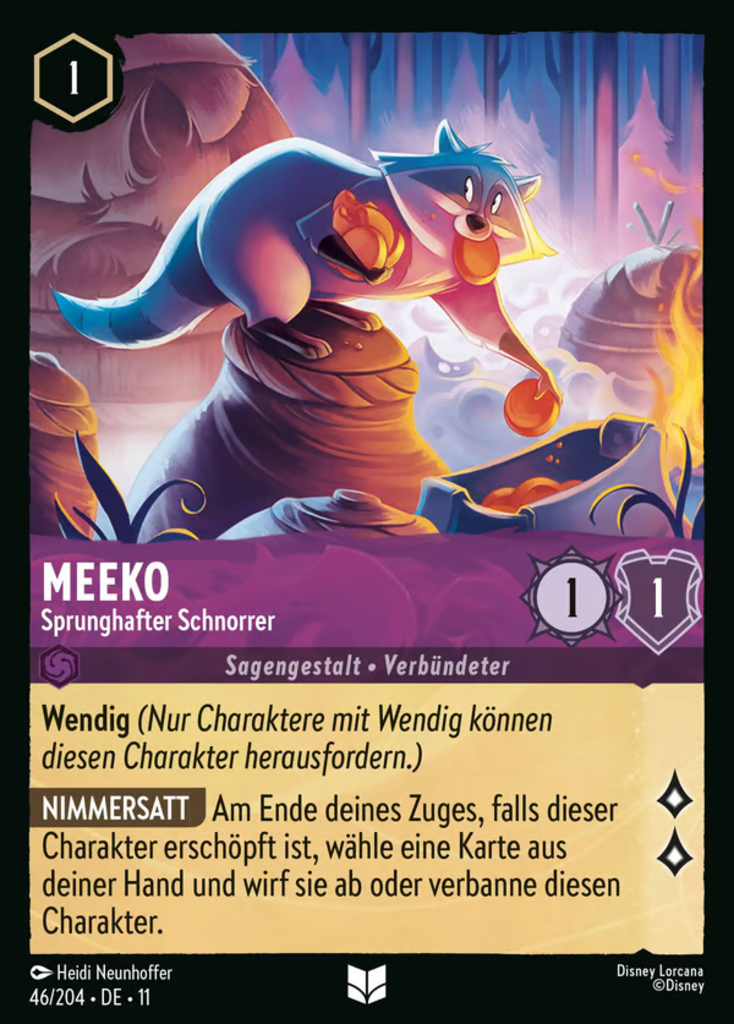 1
MEEKO
Sprunghafter Schnorrer
1 1
Sagengestalt • Verbündeter
Wendig (Nur Charaktere mit Wendig können
diesen Charakter herausfordern.)
NIMMERSATT Am Ende deines Zuges, falls dieser
Charakter erschöpft ist, wähle eine Karte aus
deiner Hand und wirf sie ab oder verbanne diesen
Charakter.
Heidi Neunhoffer
46/204 • DE • 11
Disney Lorcana
©Disney